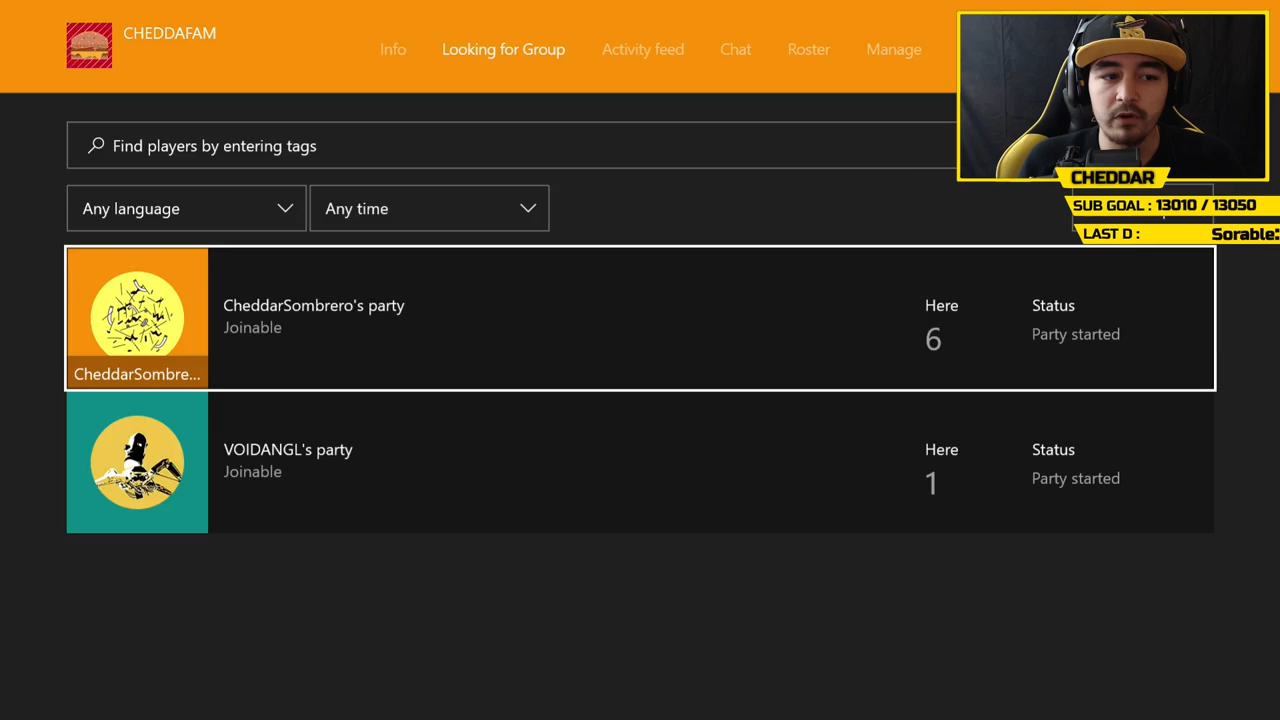 CHEDDAFAM
Info
Looking for Group
Activity feed
Chat
Roster
Manage
CHEDDAR
SUB GOAL : 13010 / 13050
LAST D : Sorable:
Find players by entering tags
Any language
Any time
CheddarSombrero's party
Joinable
Here
6
Status
Party started
CheddarSombre...
VOIDANGL's party
Joinable
Here
1
Status
Party started